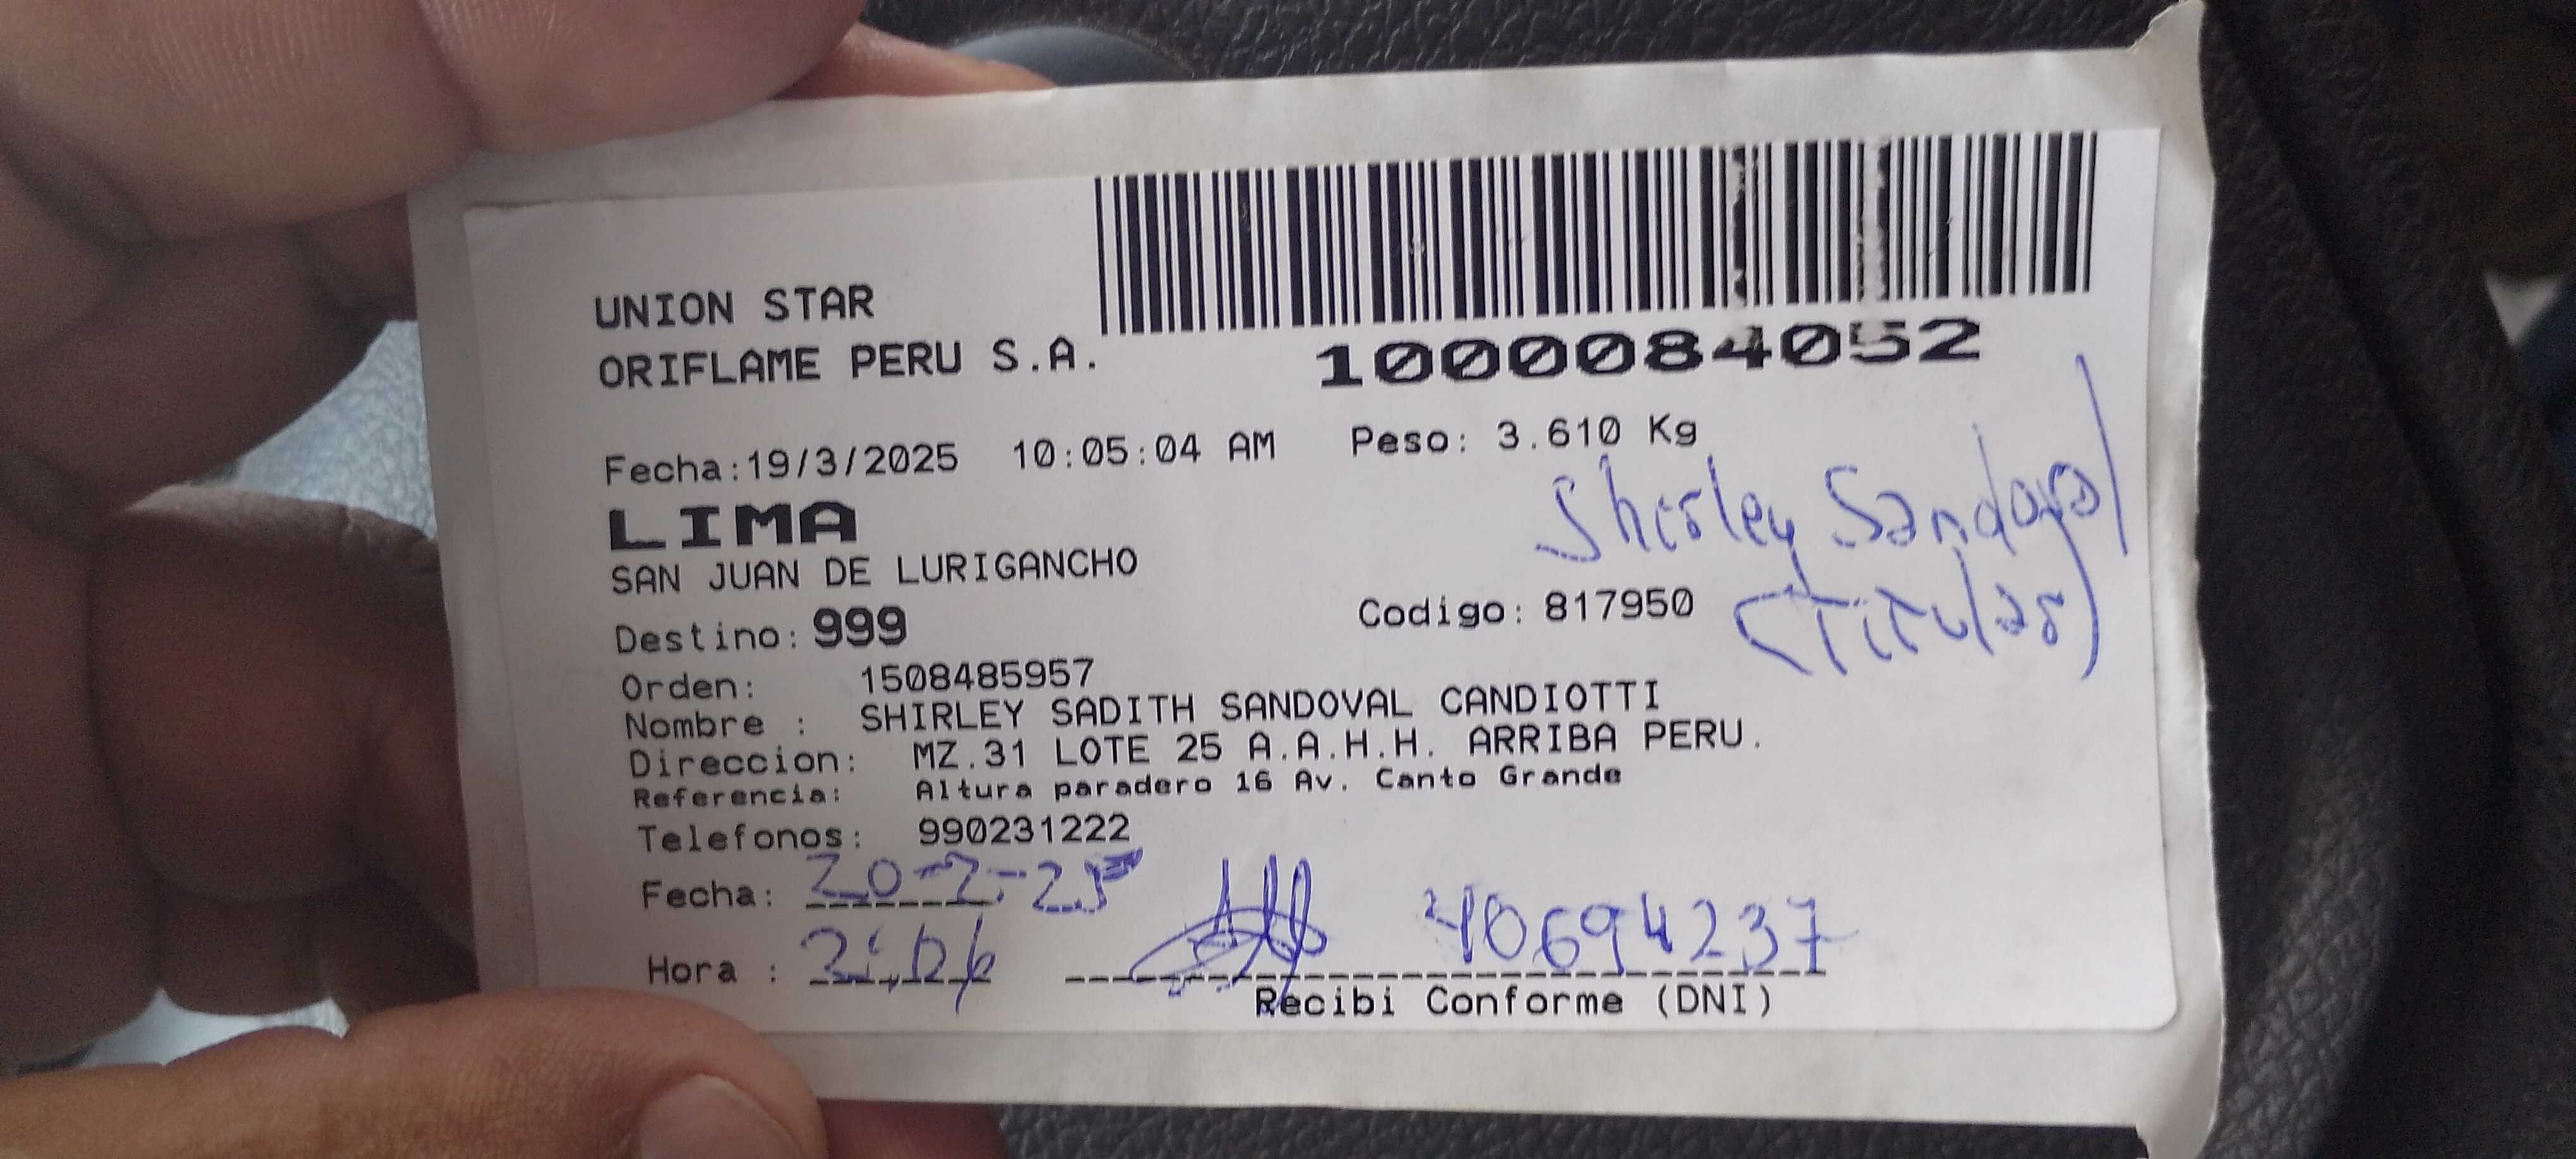 UNION STAR
ORIFLAME PERU S.A.
1000084052
Fecha:19/3/2025 10:05:04 AM Peso: 3.610 Kg
LIMA
SAN JUAN DE LURIGANCHO
Shirley Sandoval
(Titular)
Destino: 999 Codigo: 817950
Orden: 1508485957
Nombre : SHIRLEY SADITH SANDOVAL CANDIOTTI
Direccion: MZ.31 LOTE 25 A.A.H.H. ARRIBA PERU.
Referencia: Altura paradero 16 Av. Canto Grande
Telefonos: 990231222
Fecha: 20-2-25
Hora : 40694237
Recibi Conforme (DNI)